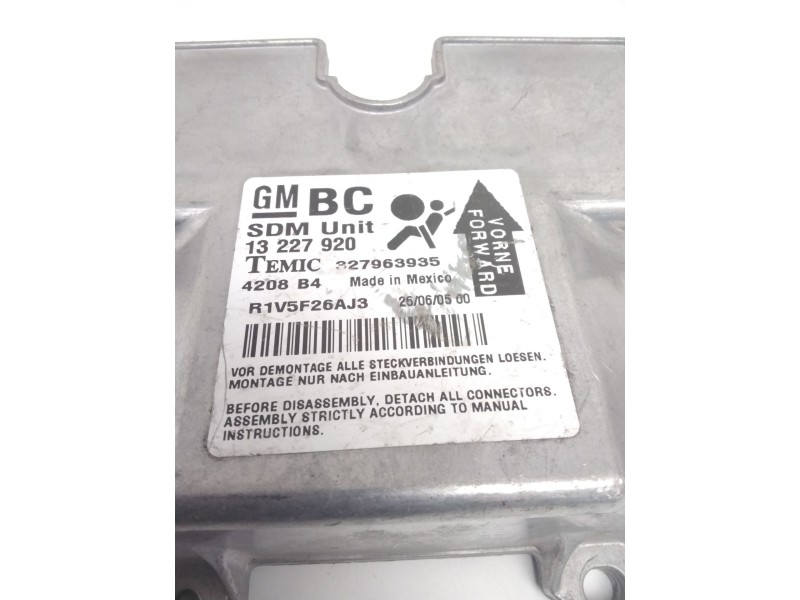 GM BC
SDM Unit
13 227 920
TEMIC 327963935
4208 B4 Made in Mexico
R1V5F26AJ3 26/06/05 00
VORNE
FORWARD
VOR DEMONTAGE ALLE STECKVERBINDUNGEN LOESEN.
MONTAGE NUR NACH EINBAUANLEITUNG.
BEFORE DISASSEMBLY, DETACH ALL CONNECTORS.
ASSEMBLY STRICTLY ACCORDING TO MANUAL
INSTRUCTIONS.